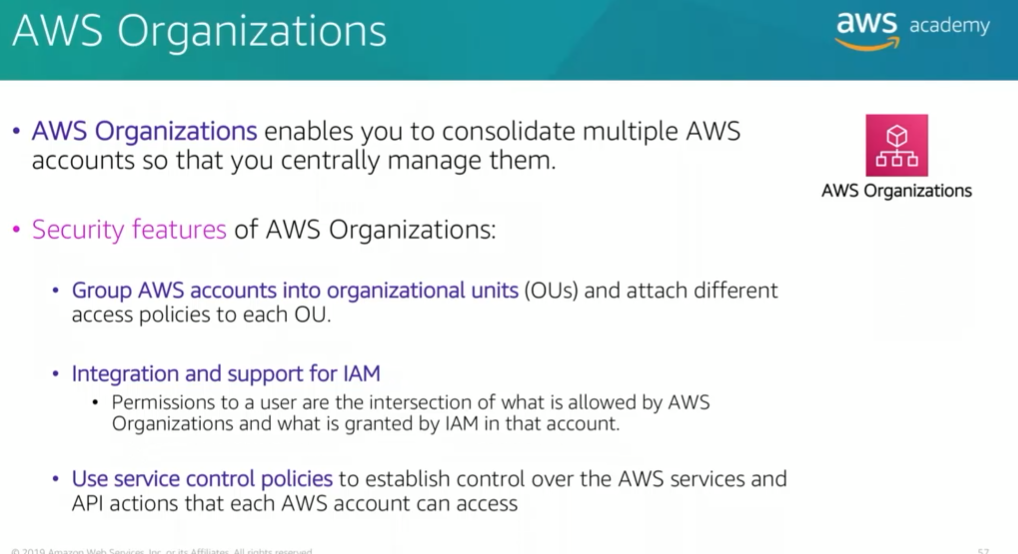 AWS Organizations
aws academy
• AWS Organizations enables you to consolidate multiple AWS
accounts so that you centrally manage them.
AWS Organizations
• Security features of AWS Organizations:
• Group AWS accounts into organizational units (OUs) and attach different
access policies to each OU.
• Integration and support for IAM
• Permissions to a user are the intersection of what is allowed by AWS
Organizations and what is granted by IAM in that account.
• Use service control policies to establish control over the AWS services and
API actions that each AWS account can access
© 2019 Amazon Web Services, Inc. or its Affiliates. All rights reserved.
57